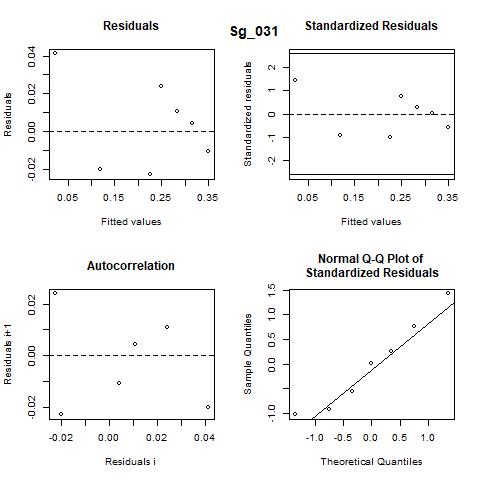 Sg_031
Residuals
Residuals
-0.02 0.00 0.02 0.04
0.05 0.15 0.25 0.35
Fitted values
Standardized Residuals
Standardized residuals
-2 -1 0 1 2
0.05 0.15 0.25 0.35
Fitted values
Autocorrelation
Residuals i+1
-0.02 0.00 0.02
-0.02 0.00 0.02 0.04
Residuals i
Normal Q-Q Plot of
Standardized Residuals
Sample Quantiles
-1.0 0.0 0.5 1.0 1.5
-1.0 -0.5 0.0 0.5 1.0
Theoretical Quantiles